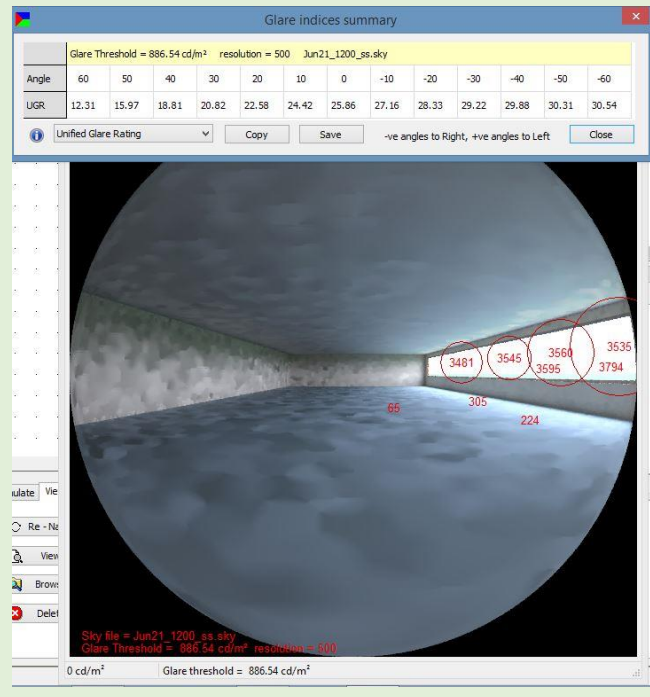 Glare indices summary
Glare Threshold = 886.54 cd/m² resolution = 500 Jun21_1200_ss.sky
Angle 60 50 40 30 20 10 0 -10 -20 -30 -40 -50 -60
UGR 12.31 15.97 18.81 20.82 22.58 24.42 25.86 27.16 28.33 29.22 29.88 30.31 30.54
Unified Glare Rating Copy Save -ve angles to Right, +ve angles to Left Close
3481 3545 3560 3535
3595 3794
65 305
224
ulate Vie
Re - Na
View
Brows
Delet
Sky file = Jun21_1200_ss.sky
Glare Threshold = 886.54 cd/m² resolution = 500
0 cd/m² Glare threshold = 886.54 cd/m²